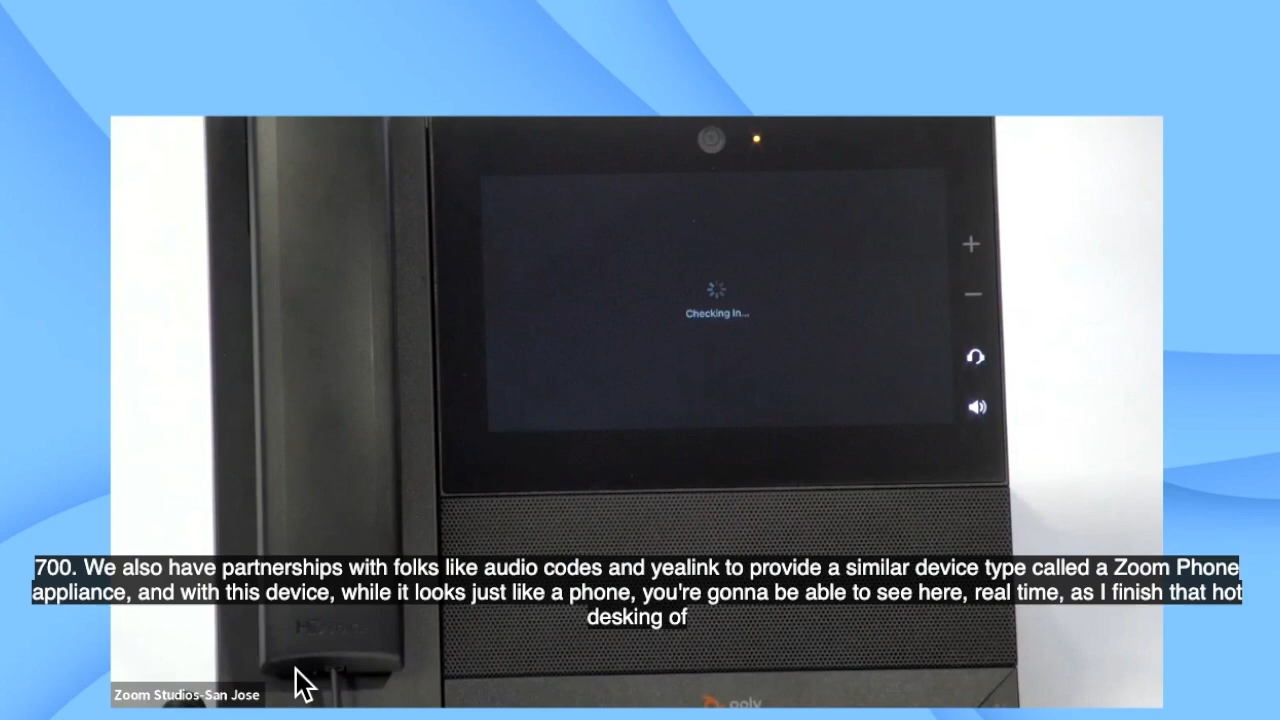 Checking In...
700. We also have partnerships with folks like audio codes and yealink to provide a similar device type called a Zoom Phone
appliance, and with this device, while it looks just like a phone, you're gonna be able to see here, real time, as I finish that hot
desking of
Zoom Studios-San Jose
poly